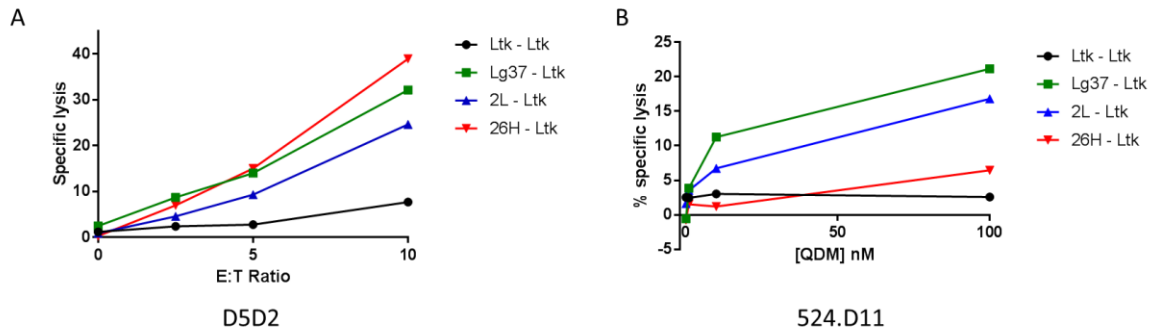 A
Specific lysis
40
30
20
10
0
0
5
10
E:T Ratio
Ltk - Ltk
Lg37 - Ltk
2L - Ltk
26H - Ltk
D5D2
B
% specific lysis
25
20
15
10
5
0
-5
0
50
100
[QDM] nM
Ltk - Ltk
Lg37 - Ltk
2L - Ltk
26H - Ltk
524.D11